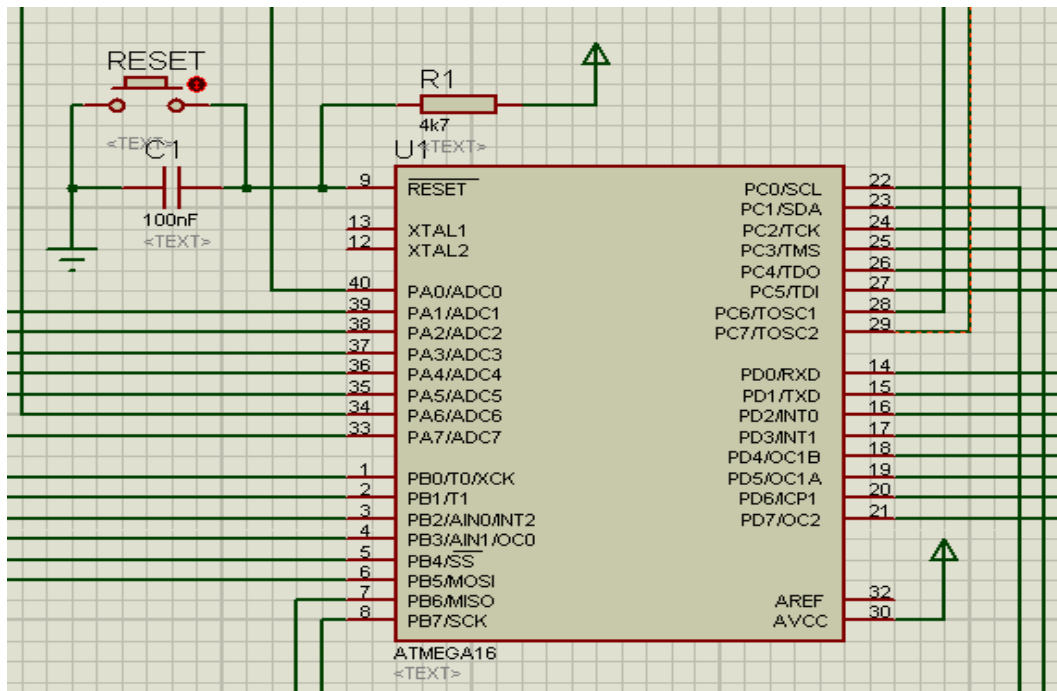 RESET
<TEXT>
C1
100nF
<TEXT>
R1
4k7
<TEXT>
U1
9 RESET
13 XTAL1
12 XTAL2
40 PA0/ADC0
39 PA1/ADC1
38 PA2/ADC2
37 PA3/ADC3
36 PA4/ADC4
35 PA5/ADC5
34 PA6/ADC6
33 PA7/ADC7
1 PB0/T0/XCK
2 PB1/T1
3 PB2/AIN0/INT2
4 PB3/AIN1/OC0
5 PB4/SS
6 PB5/MOSI
7 PB6/MISO
8 PB7/SCK
PC0/SCL 22
PC1/SDA 23
PC2/TCK 24
PC3/TMS 25
PC4/TDO 26
PC5/TDI 27
PC6/TOSC1 28
PC7/TOSC2 29
PD0/RXD 14
PD1/TXD 15
PD2/INT0 16
PD3/INT1 17
PD4/OC1B 18
PD5/OC1A 19
PD6/ICP1 20
PD7/OC2 21
AREF 32
AVCC 30
ATMEGA16
<TEXT>